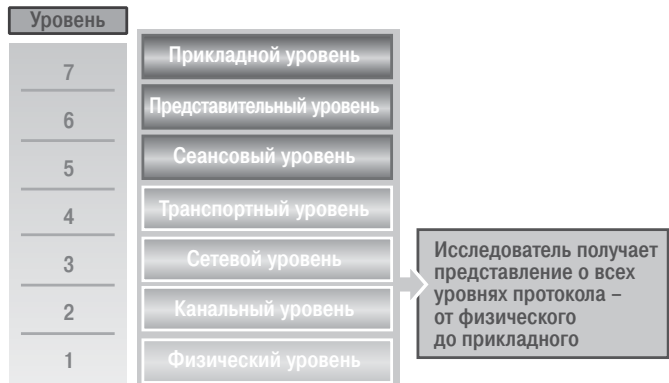 Уровень
7
Прикладной уровень
6
Представительный уровень
5
Сеансовый уровень
4
Транспортный уровень
3
Сетевой уровень
2
Канальный уровень
1
Физический уровень
Исследователь получает
представление о всех
уровнях протокола –
от физического
до прикладного